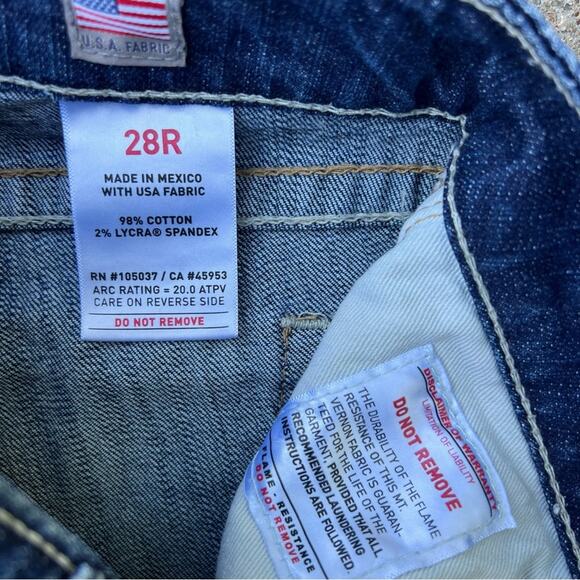 U.S.A. FABRIC
28R
MADE IN MEXICO
WITH USA FABRIC
98% COTTON
2% LYCRA® SPANDEX
RN #105037 / CA #45953
ARC RATING = 20.0 ATPV
CARE ON REVERSE SIDE
DO NOT REMOVE
DISCLAIMER OF WARRANTY
LIMITATION OF LIABILITY
DO NOT REMOVE
THE DURABILITY OF THE FLAME
RESISTANCE OF THIS MT.
VERNON FABRIC IS GUARAN-
TEED FOR THE LIFE OF THE
GARMENT, PROVIDED THAT ALL
RECOMMENDED LAUNDERING
INSTRUCTIONS ARE FOLLOWED.
FLAME - RESISTANCE
DO NOT REMOVE